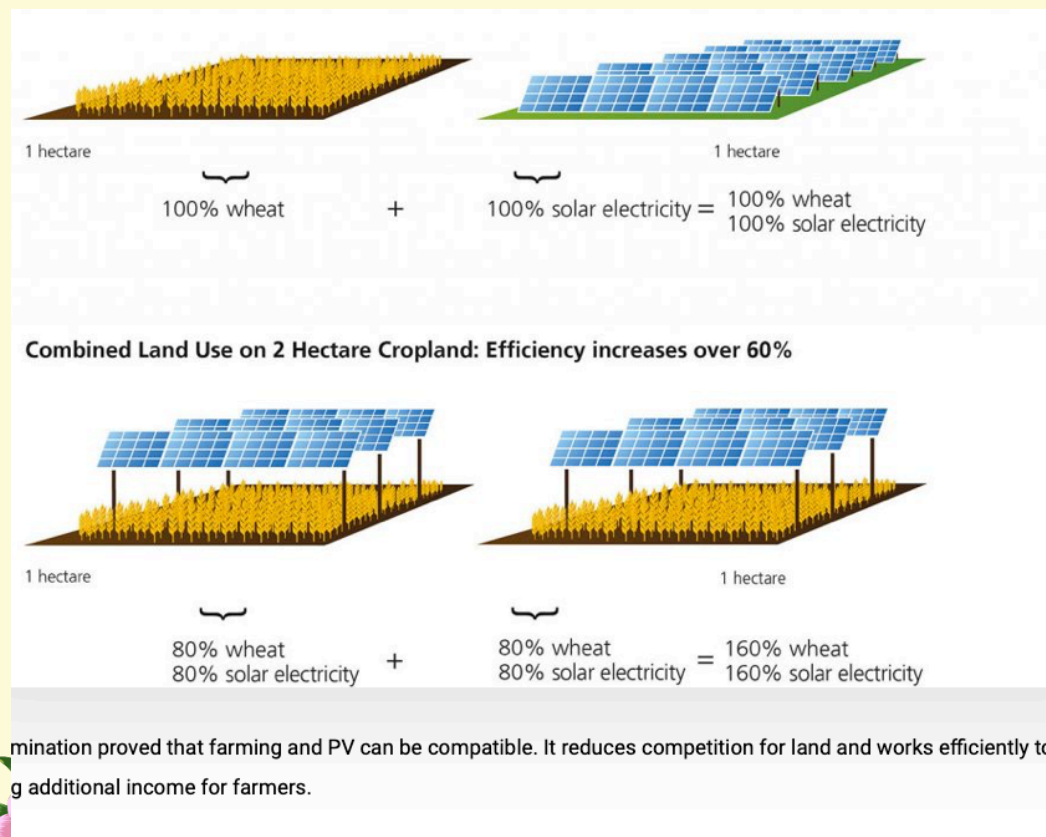 1 hectare 1 hectare
100% wheat + 100% solar electricity = 100% wheat
100% solar electricity
Combined Land Use on 2 Hectare Cropland: Efficiency increases over 60%
1 hectare 1 hectare
80% wheat
80% solar electricity + 80% wheat
80% solar electricity = 160% wheat
160% solar electricity
mination proved that farming and PV can be compatible. It reduces competition for land and works efficiently to
g additional income for farmers.